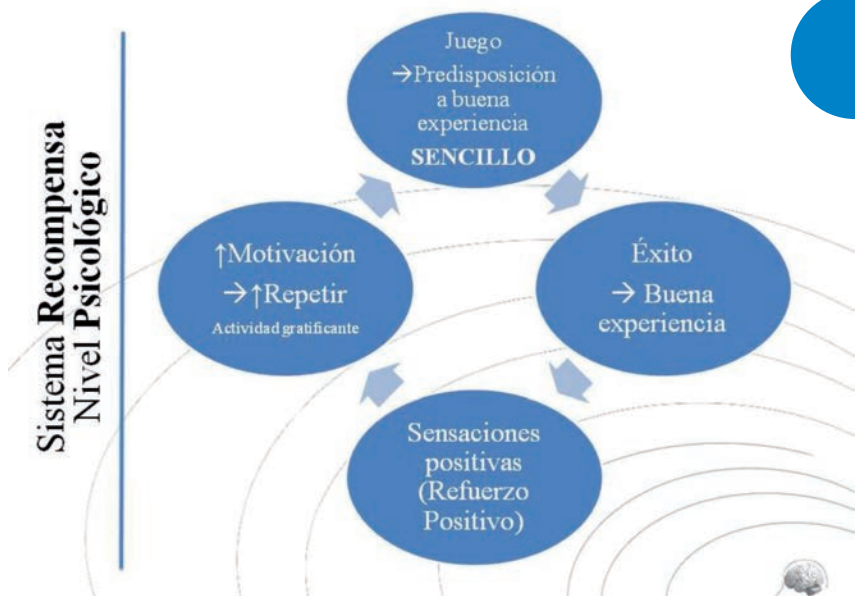 Sistema Recompensa
Nivel Psicológico
Juego
→Predisposición
a buena
experiencia
SENCILLO
↑Motivación
→↑Repetir
Actividad gratificante
Éxito
→ Buena
experiencia
Sensaciones
positivas
(Refuerzo
Positivo)